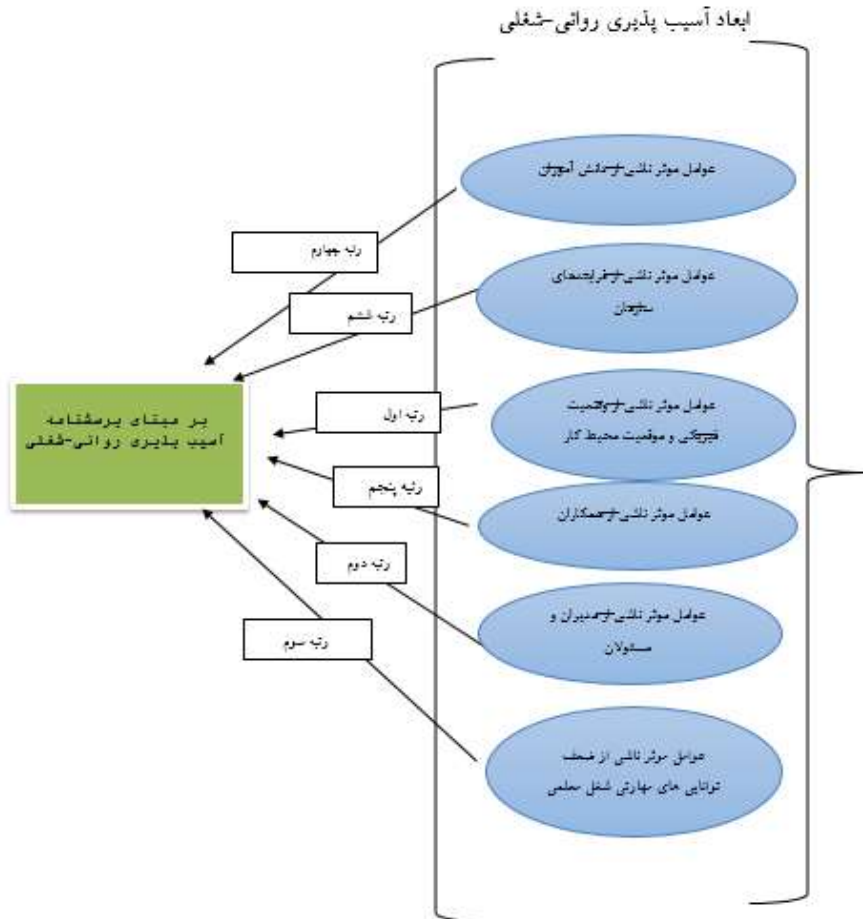 ابعاد آسیب پذیری روانی-شغلی
عوامل موثر ناشی از دانش آموزان
رتبه چهارم
عوامل موثر ناشی از فرایندهای
سازمان
رتبه ششم
عوامل موثر ناشی از واقعیت
فیزیکی و موقعیت محیط کار
رتبه اول
بر مبنای پرسشنامه
آسیب پذیری روانی-شغلی
عوامل موثر ناشی از همکاران
رتبه پنجم
عوامل موثر ناشی از مدیران و
مسئولان
رتبه دوم
رتبه سوم
عوامل موثر ناشی از ضعف
توانایی های مهارتی شغل معلمی